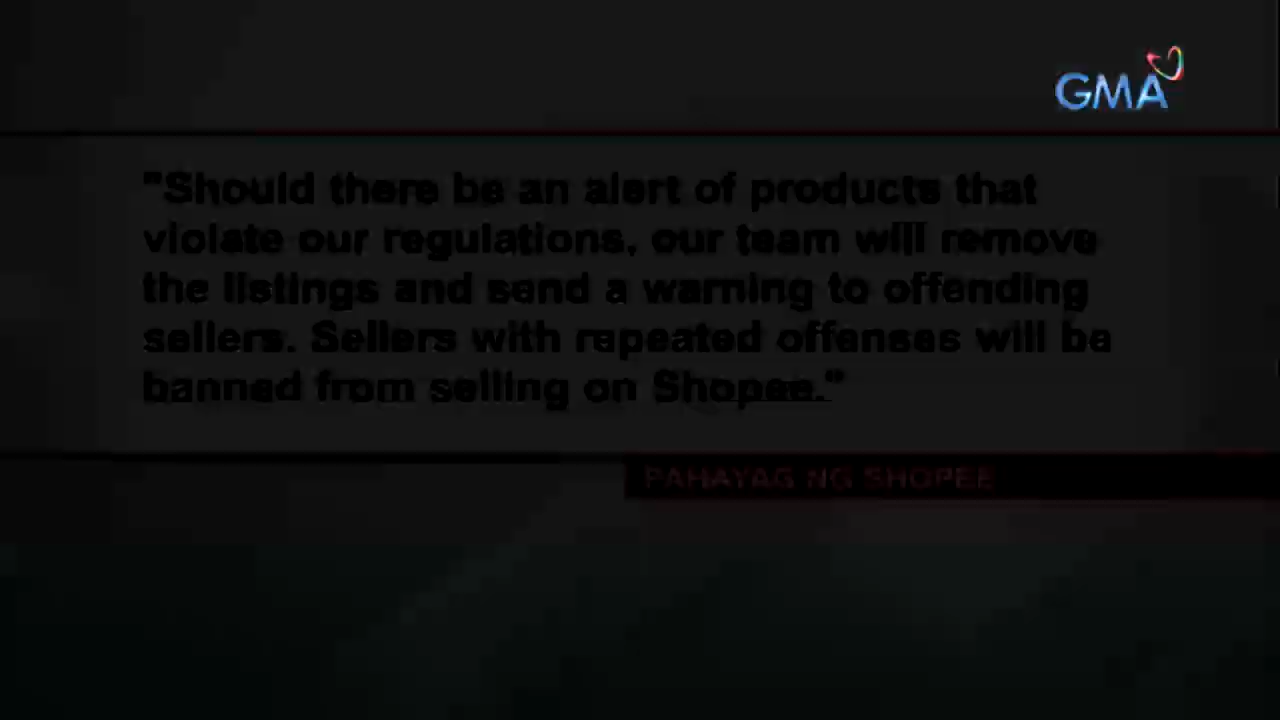 GMA
"Should there be an alert of products that
violate our regulations, our team will remove
the listings and send a warning to offending
sellers. Sellers with repeated offenses will be
banned from selling on Shopee."
PAHAYAG NG SHOPEE